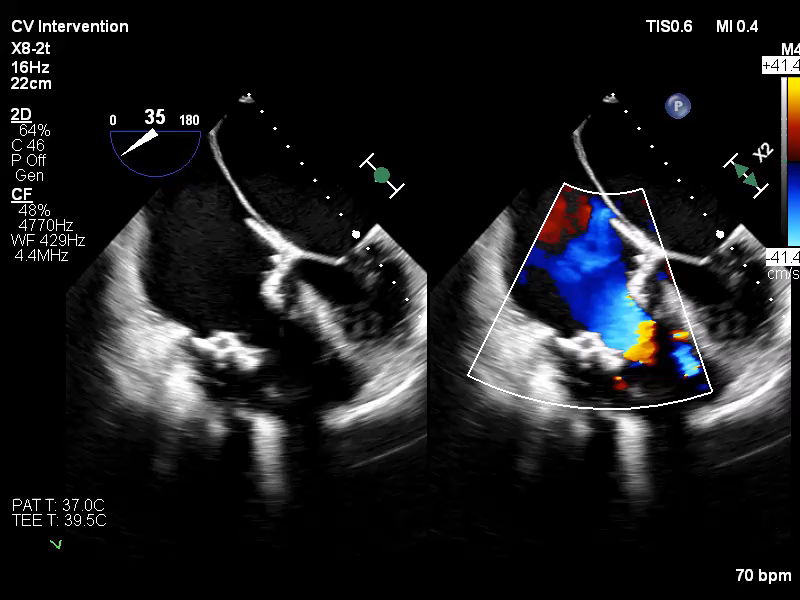 CV Intervention
TIS0.6 MI 0.4
X8-2t
16Hz
22cm
M4
+41.4
2D
64%
C 46
P Off
Gen
0 35 180
P
X2
CF
48%
4770Hz
WF 429Hz
4.4MHz
-41.4
cm/s
PAT T: 37.0C
TEE T: 39.5C
70 bpm